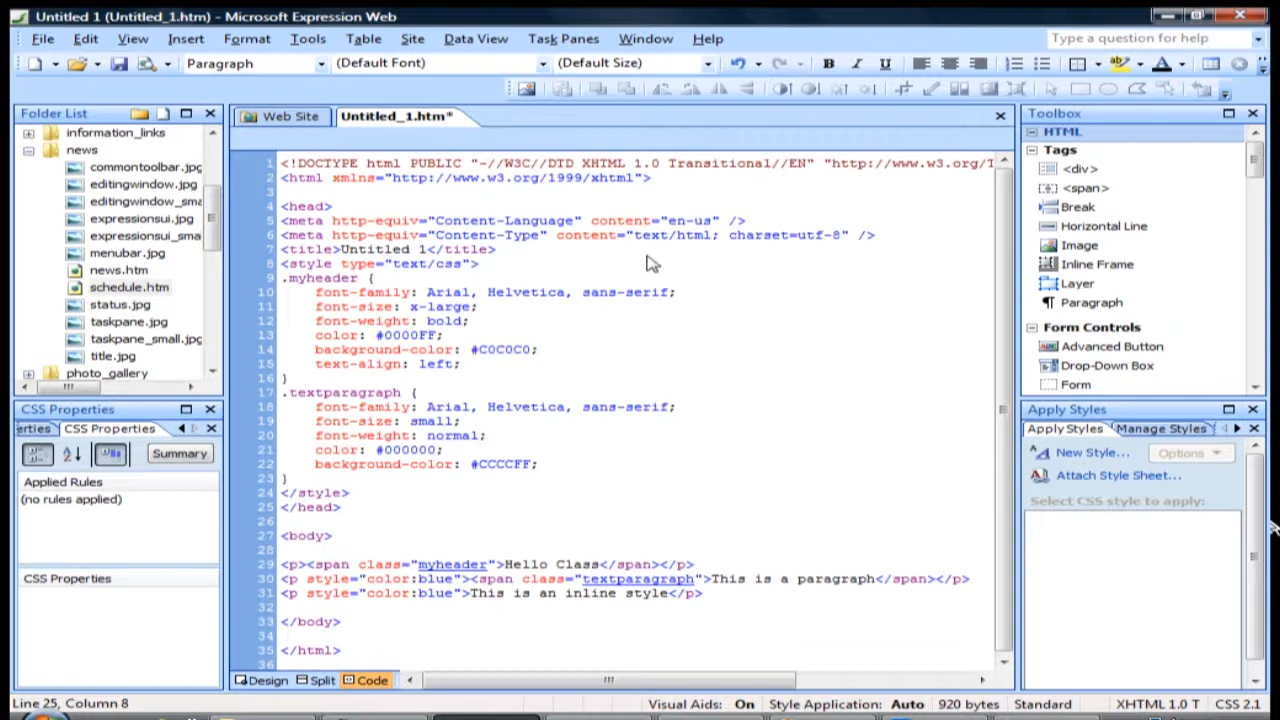 Untitled 1 (Untitled_1.htm) - Microsoft Expression Web
File Edit View Insert Format Tools Table Site Data View Task Panes Window Help
Type a question for help
Paragraph (Default Font) (Default Size) B I U A
Folder List
information_links
news
commontoolbar.jpg
editingwindow.jpg
editingwindow_sma
expressionsui.jpg
expressionsui_sma
menubar.jpg
news.htm
schedule.htm
status.jpg
taskpane.jpg
taskpane_small.jpg
title.jpg
photo_gallery
CSS Properties
erties CSS Properties
Summary
Applied Rules
(no rules applied)
CSS Properties
Web Site Untitled_1.htm*
1 <!DOCTYPE html PUBLIC "-//W3C//DTD XHTML 1.0 Transitional//EN" "http://www.w3.org/T
2 <html xmlns="http://www.w3.org/1999/xhtml">
3
4 <head>
5 <meta http-equiv="Content-Language" content="en-us" />
6 <meta http-equiv="Content-Type" content="text/html; charset=utf-8" />
7 <title>Untitled 1</title>
8 <style type="text/css">
9 .myheader {
10 font-family: Arial, Helvetica, sans-serif;
11 font-size: x-large;
12 font-weight: bold;
13 color: #0000FF;
14 background-color: #C0C0C0;
15 text-align: left;
16 }
17 .textparagraph {
18 font-family: Arial, Helvetica, sans-serif;
19 font-size: small;
20 font-weight: normal;
21 color: #000000;
22 background-color: #CCCCFF;
23 }
24 </style>
25 </head>
26
27 <body>
28
29 <p><span class="myheader">Hello Class</span></p>
30 <p style="color:blue"><span class="textparagraph">This is a paragraph</span></p>
31 <p style="color:blue">This is an inline style</p>
32
33 </body>
34
35 </html>
36
Design Split Code
Toolbox
HTML
Tags
<div>
<span>
Break
Horizontal Line
Image
Inline Frame
Layer
Paragraph
Form Controls
Advanced Button
Drop-Down Box
Form
Apply Styles
Apply Styles Manage Styles
New Style... Options
Attach Style Sheet...
Select CSS style to apply:
Line 25, Column 8
Visual Aids: On Style Application: Auto 920 bytes Standard XHTML 1.0 T CSS 2.1